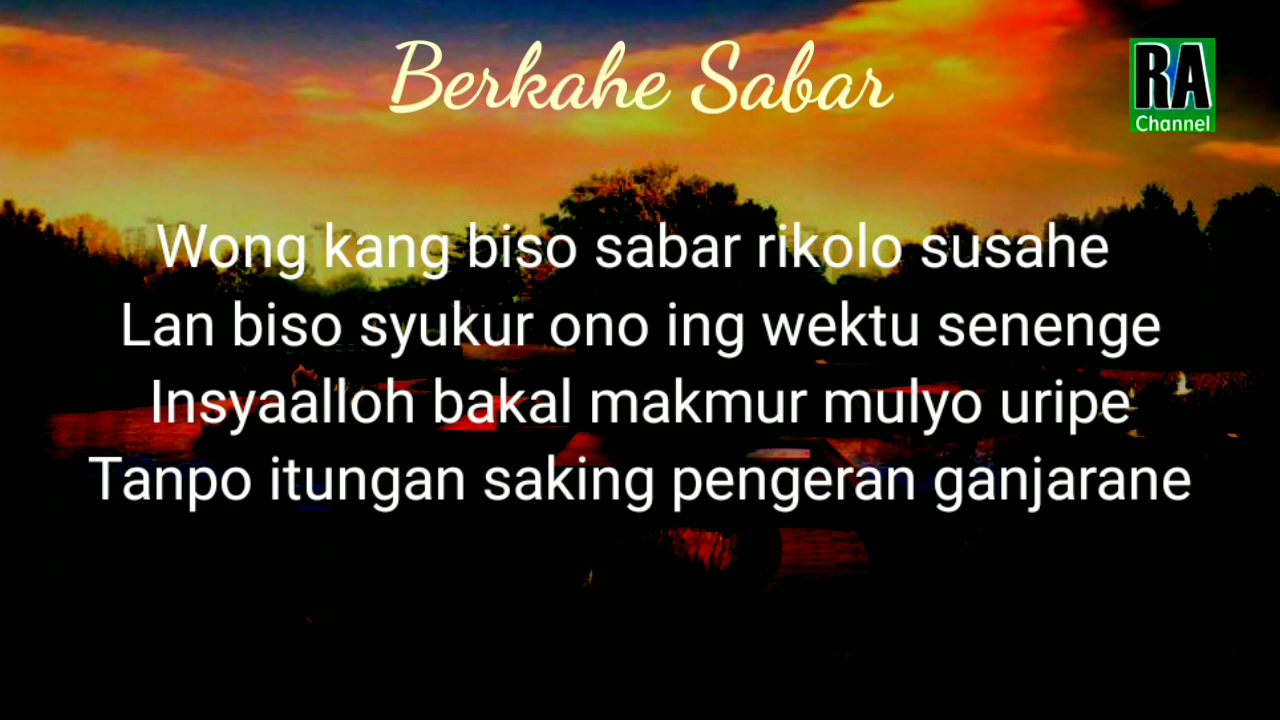 Berkahe Sabar
RA
Channel
Wong kang biso sabar rikolo susahe
Lan biso syukur ono ing wektu senenge
Insyaalloh bakal makmur mulyo uripe
Tanpo itungan saking pengeran ganjarane